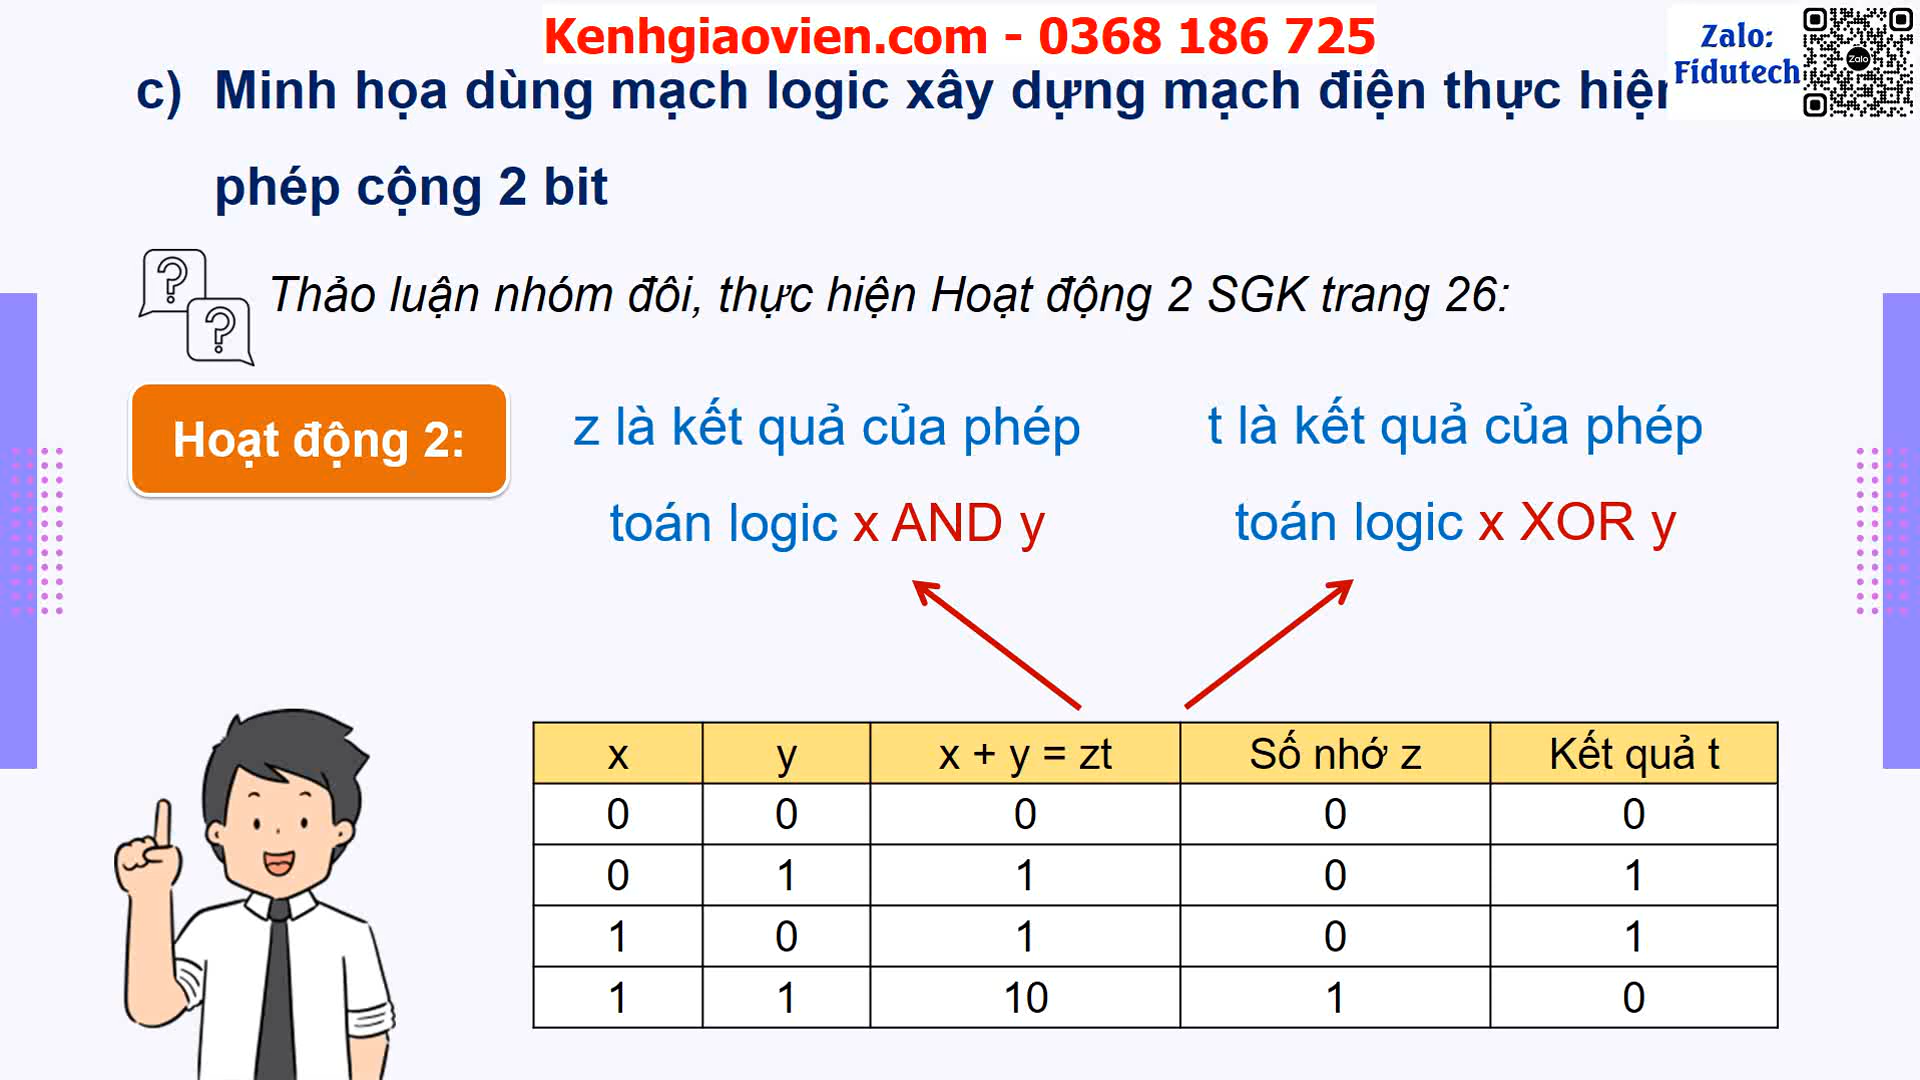 Kenhgiaovien.com - 0368 186 725
Zalo:
Fidutech
Zalo
c) Minh họa dùng mạch logic xây dựng mạch điện thực hiện
phép cộng 2 bit
Thảo luận nhóm đôi, thực hiện Hoạt động 2 SGK trang 26:
Hoạt động 2:
z là kết quả của phép
toán logic x AND y
t là kết quả của phép
toán logic x XOR y
x y x + y = zt Số nhớ z Kết quả t
0 0 0 0 0
0 1 1 0 1
1 0 1 0 1
1 1 10 1 0